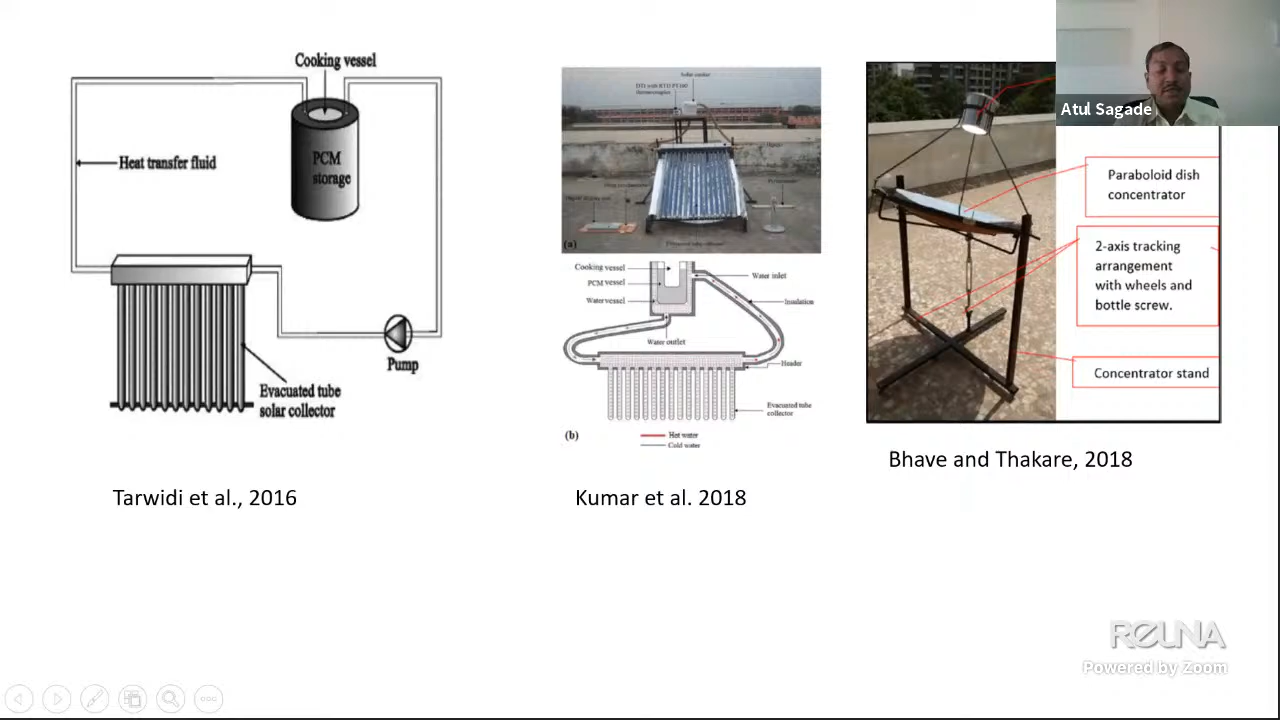 Cooking vessel
PCM
storage
Heat transfer fluid
Pump
Evacuated tube
solar collector
Tarwidi et al., 2016
Solar cooker
(a)
Cooking vessel
PCM vessel
Water vessel
Water inlet
Insulation
Water outlet
Header
Evacuated tube
collector
(b)
Hot water
Cold water
Kumar et al. 2018
Paraboloid dish
concentrator
2-axis tracking
arrangement
with wheels and
bottle screw.
Concentrator stand
Bhave and Thakare, 2018
Atul Sagade
REUNA
Powered by Zoom